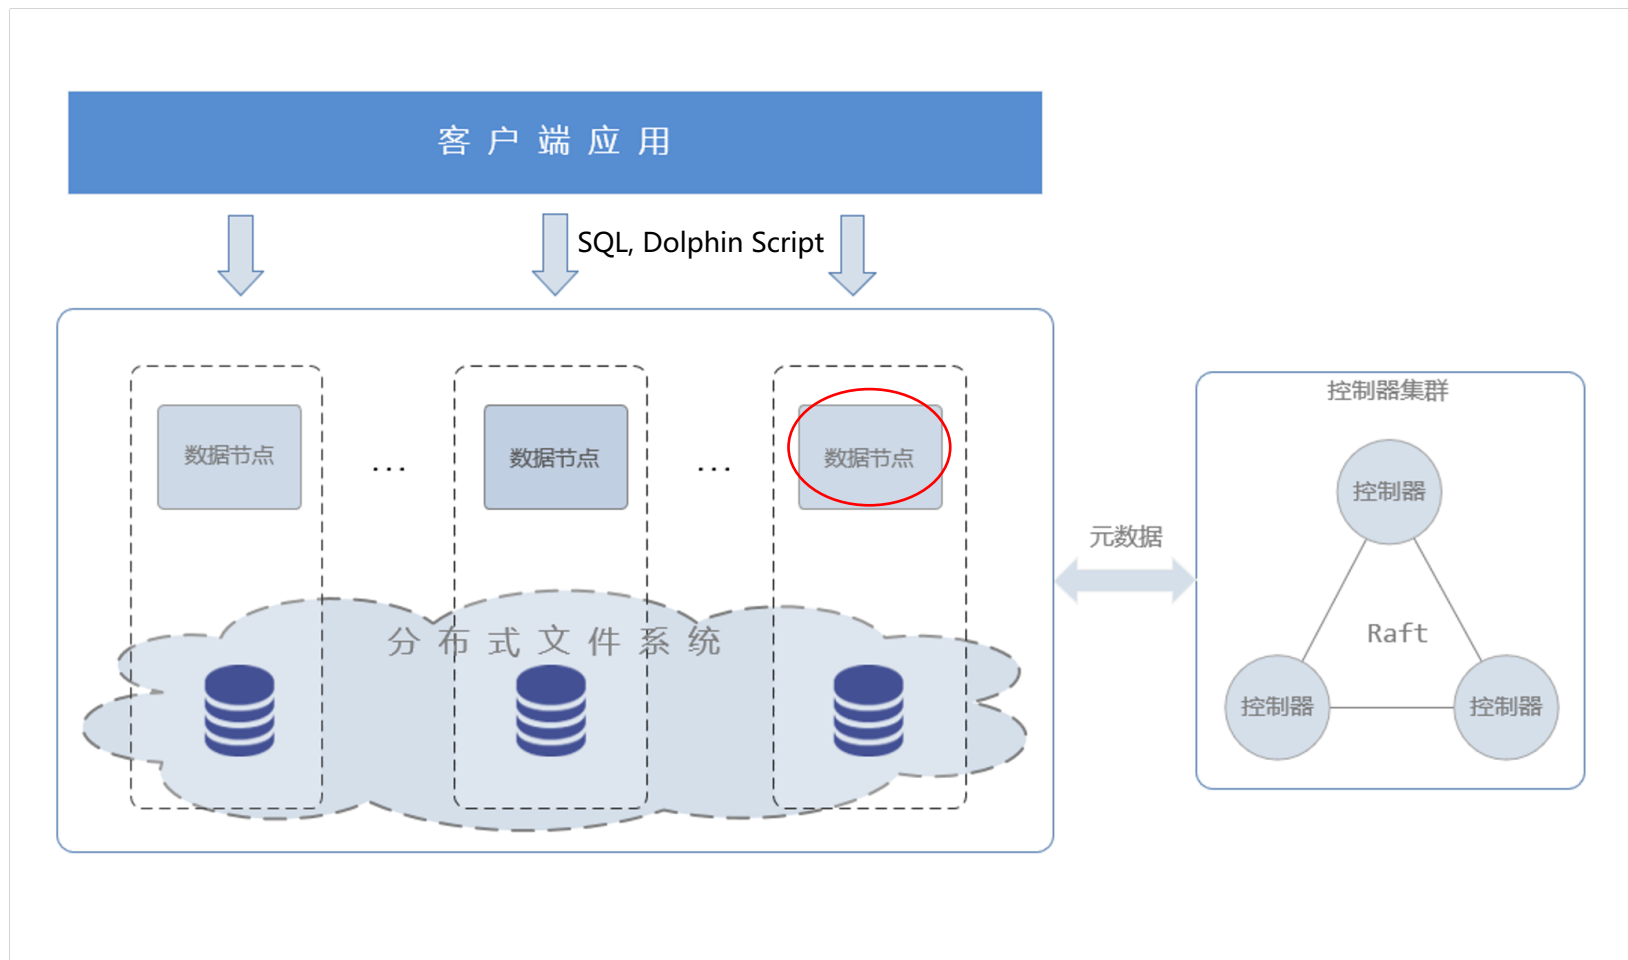 客户端应用
SQL, Dolphin Script
数据节点
...
数据节点
...
数据节点
分布式文件系统
元数据
控制器集群
控制器
Raft
控制器
控制器